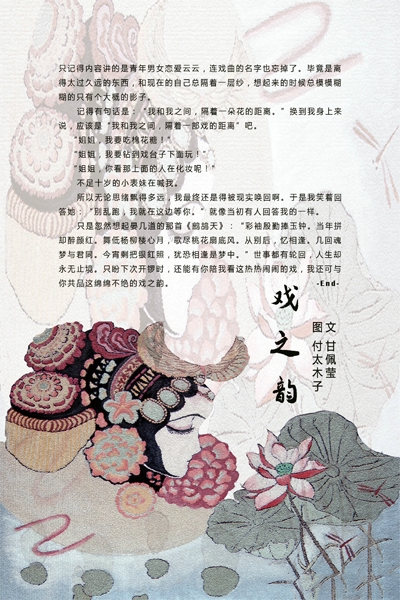 只记得内容讲的是青年男女恋爱云云，连戏曲的名字也忘掉了。毕竟是离
得太过久远的东西，和现在的自己总隔着一层纱，想起来的时候总模模糊
糊的只有个大概的影子。
记得有句话是：“我和我之间，隔着一朵花的距离。”换到我身上来
说，应该是“我和我之间，隔着一部戏的距离”吧。
“姐姐，我要吃棉花糖！”
“姐姐，我要钻到戏台子下面玩！”
“姐姐，你看那上面的人在化妆呢！”
不足十岁的小表妹在喊我。
所以无论思绪飘得多远，我最终还是得被现实唤回啊。于是我笑着回
答她：“别乱跑，我就在这边等你。”就像当初有人回答我的一样。
只是忽然想起晏几道的那首《鹧鸪天》：“彩袖殷勤捧玉钟。当年拼
却醉颜红。舞低杨柳楼心月，歌尽桃花扇底风。从别后，忆相逢。几回魂
梦与君同。今宵剩把银釭照，犹恐相逢是梦中。”世事都有轮回，人生却
永无止境。只盼下次开锣时，还能有你陪我看这热热闹闹的戏，我还可与
你共品这绵绵不绝的戏之韵。
-End-
戏之韵
文 甘佩莹
图 付太木子